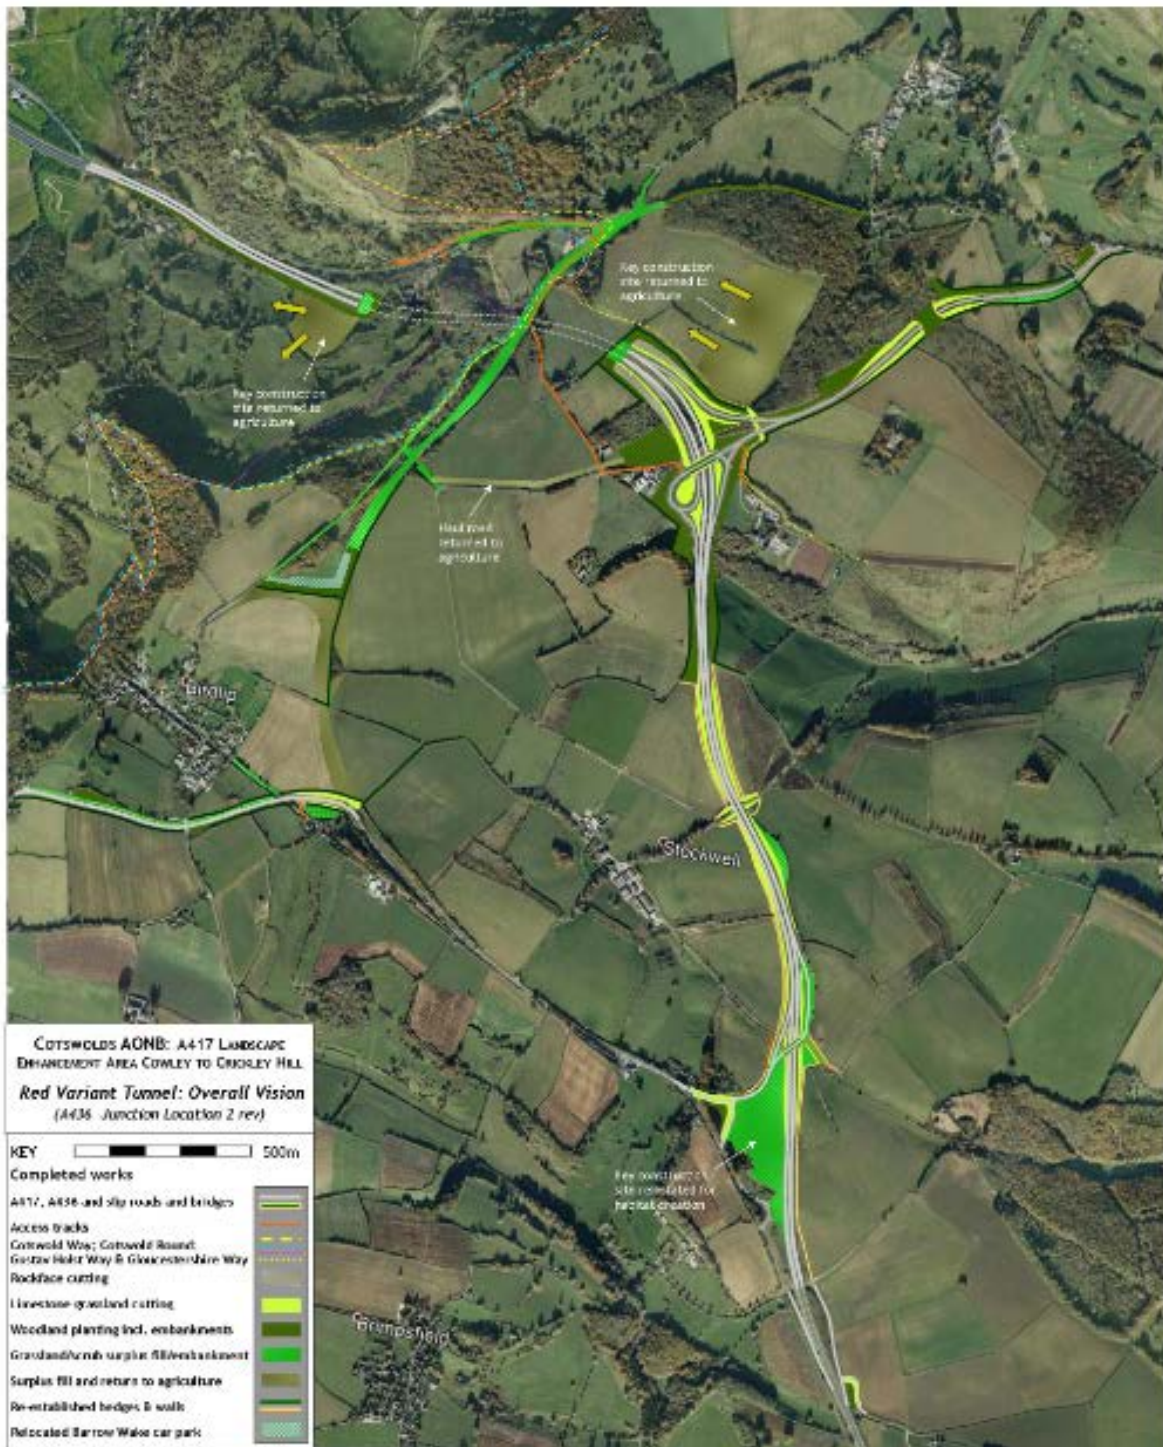 Key construction
site returned to
agriculture
Key construction
site returned to
agriculture
Haul road
returned to
agriculture
Birdlip
Stockwell
Key construction
site reinstated for
habitat creation
Brimpsfield
COTSWOLDS AONB: A417 LANDSCAPE
ENHANCEMENT AREA COWLEY TO CRICKLEY HILL
Red Variant Tunnel: Overall Vision
(A436 Junction Location 2 rev)
KEY 500m
Completed works
A417, A436 and slip roads and bridges
Access tracks
Cotswold Way; Cotswold Round;
Gustav Holst Way & Gloucestershire Way
Rockface cutting
Limestone grassland cutting
Woodland planting incl. embankments
Grassland/scrub surplus fill/embankment
Surplus fill and return to agriculture
Re-established hedges & walls
Relocated Barrow Wake car park